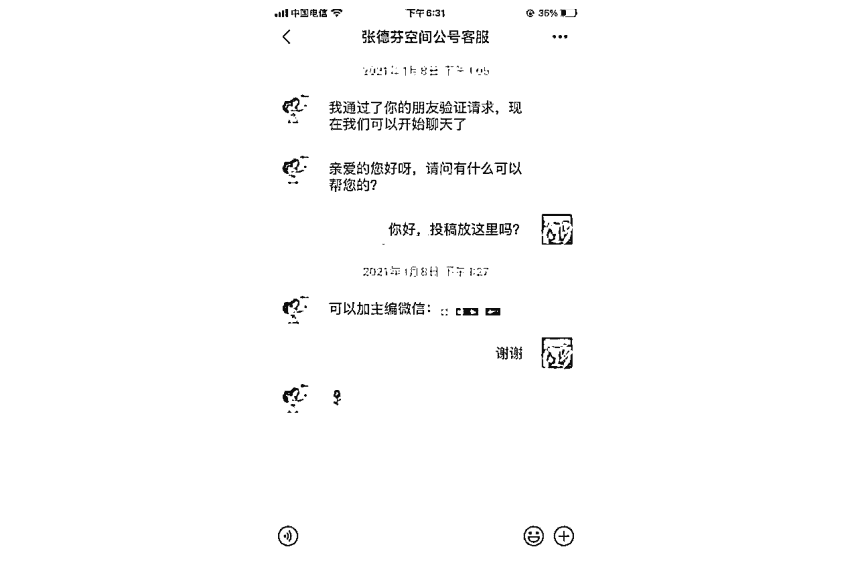 中国电信 下午6:31 35%
张德芬空间公号客服
2021年1月8日 下午
我通过了你的朋友验证请求，现
在我们可以开始聊天了
亲爱的您好呀，请问有什么可以
帮您的？
你好，投稿放这里吗？
2021年1月8日 下午1:27
可以加主编微信：
谢谢